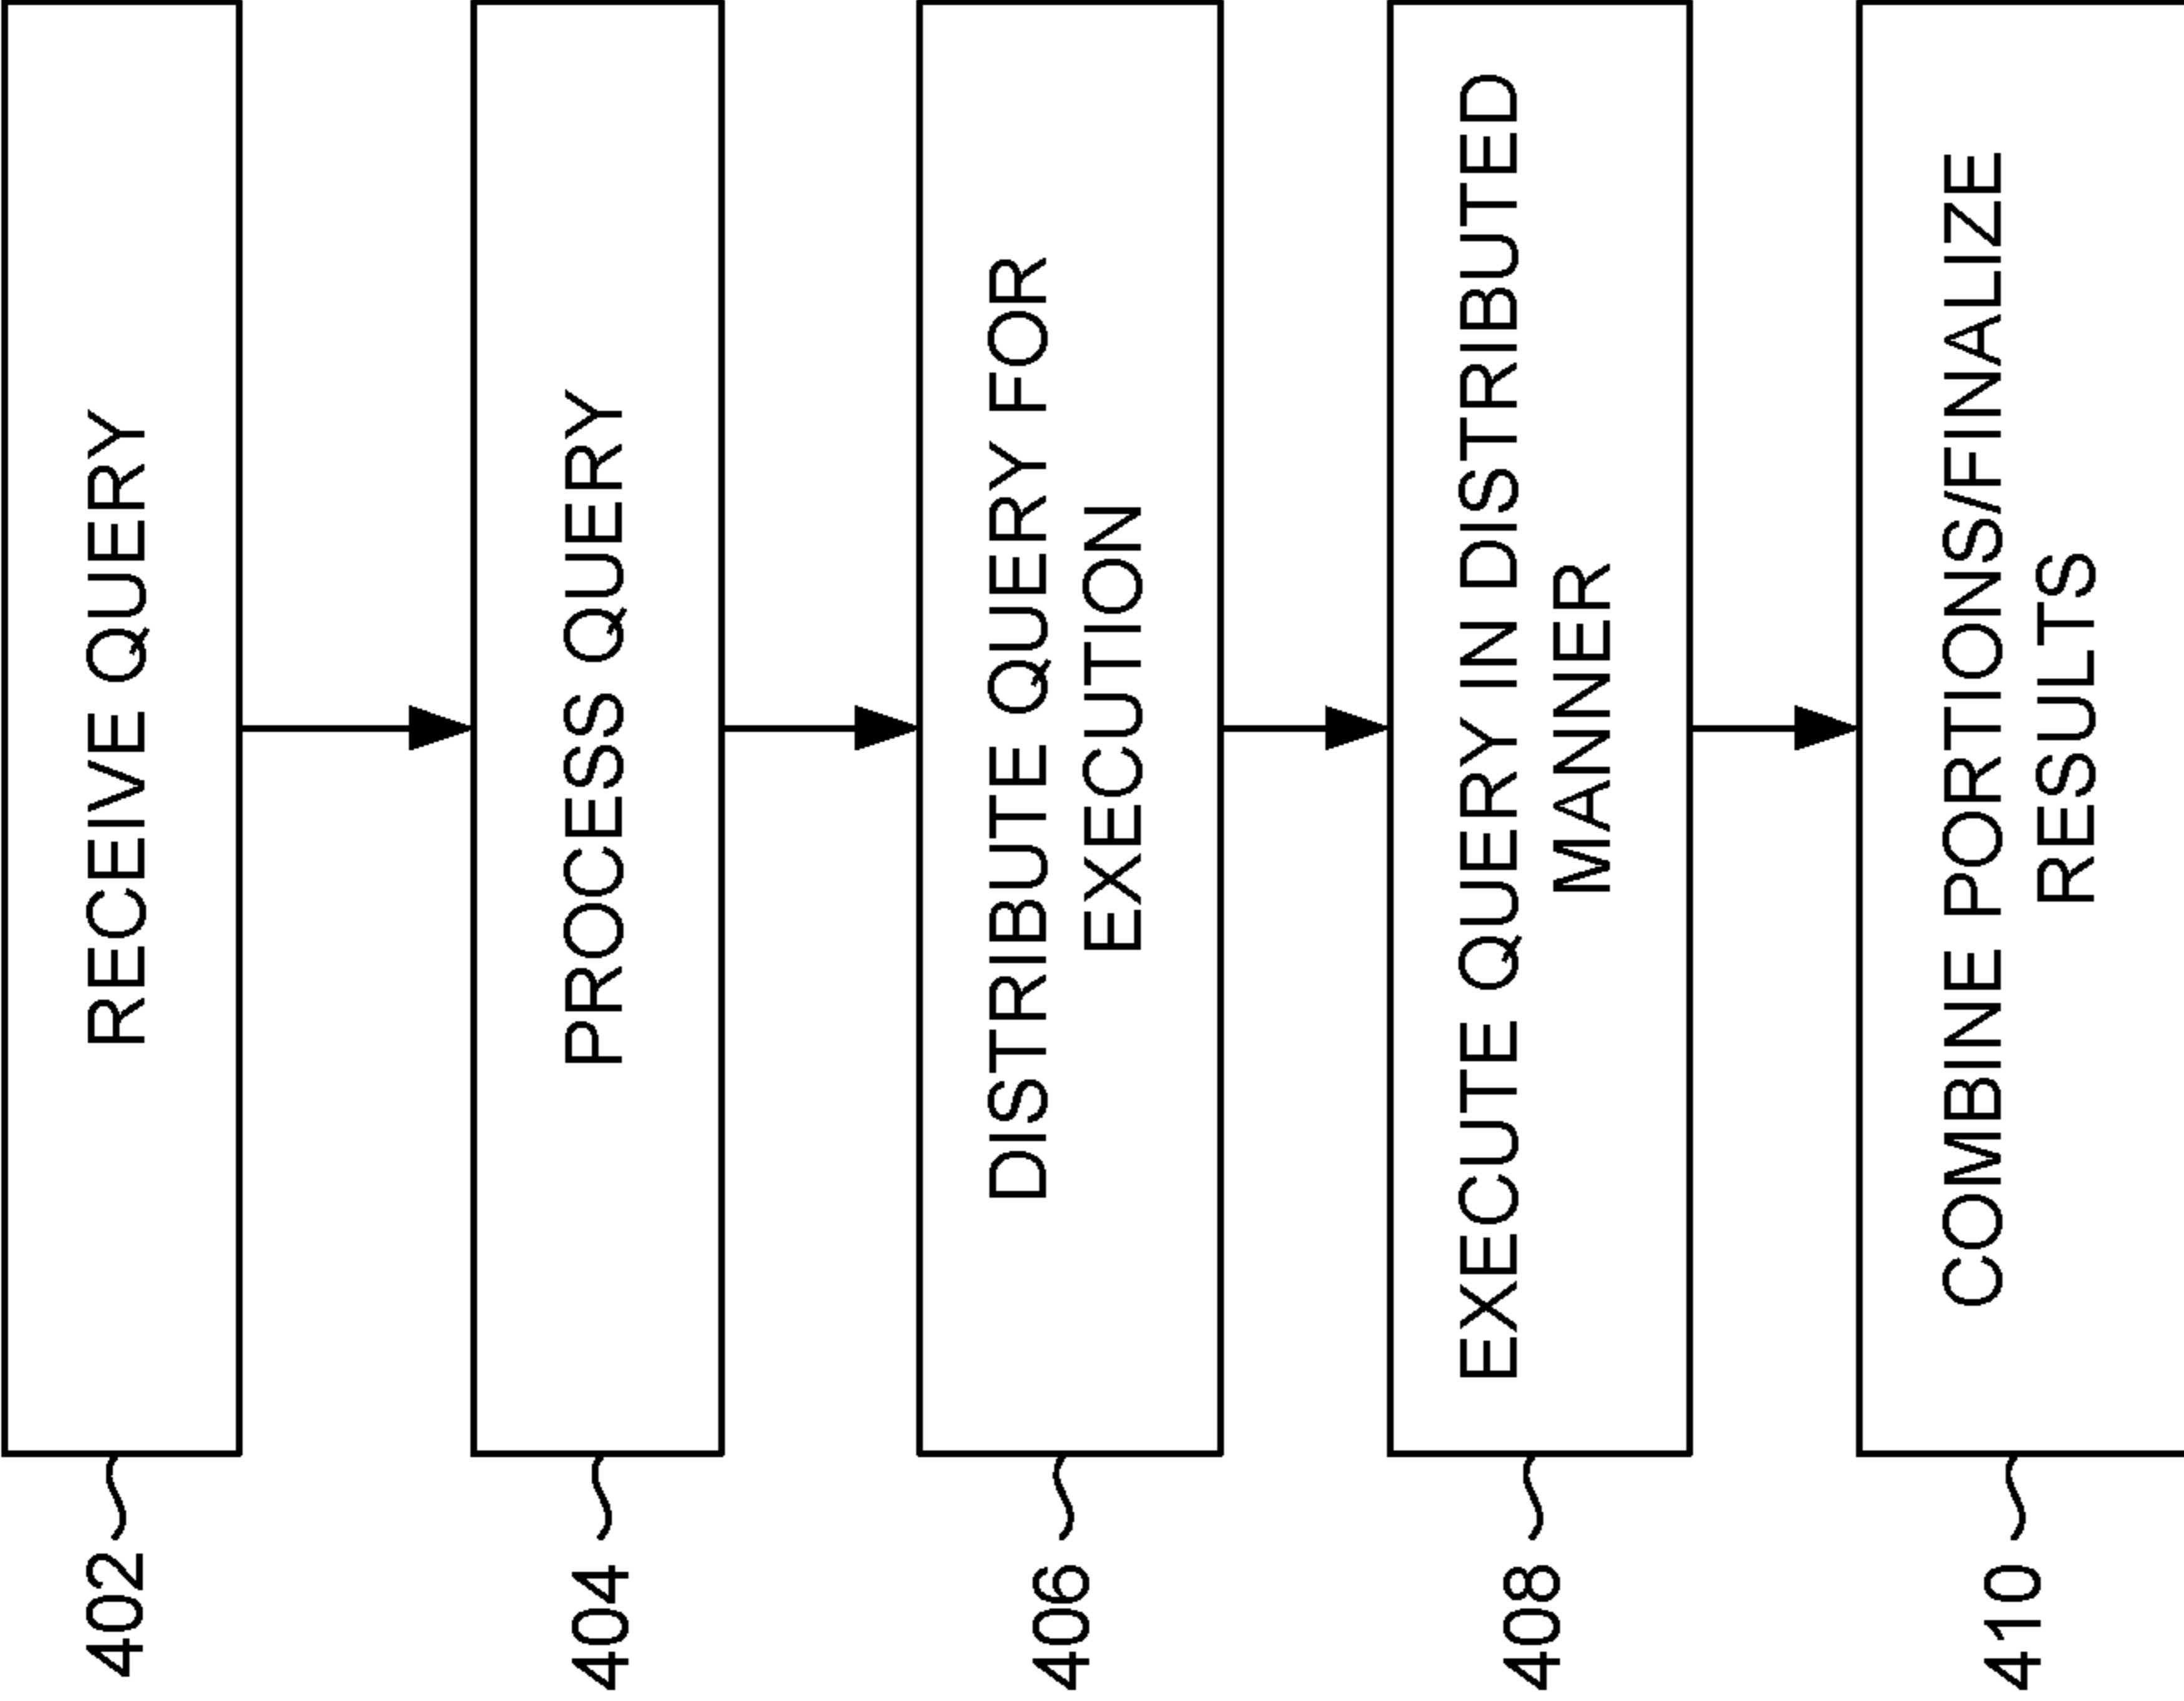 402
RECEIVE QUERY
404
PROCESS QUERY
406
DISTRIBUTE QUERY FOR
EXECUTION
408
EXECUTE QUERY IN DISTRIBUTED
MANNER
410
COMBINE PORTIONS/FINALIZE
RESULTS